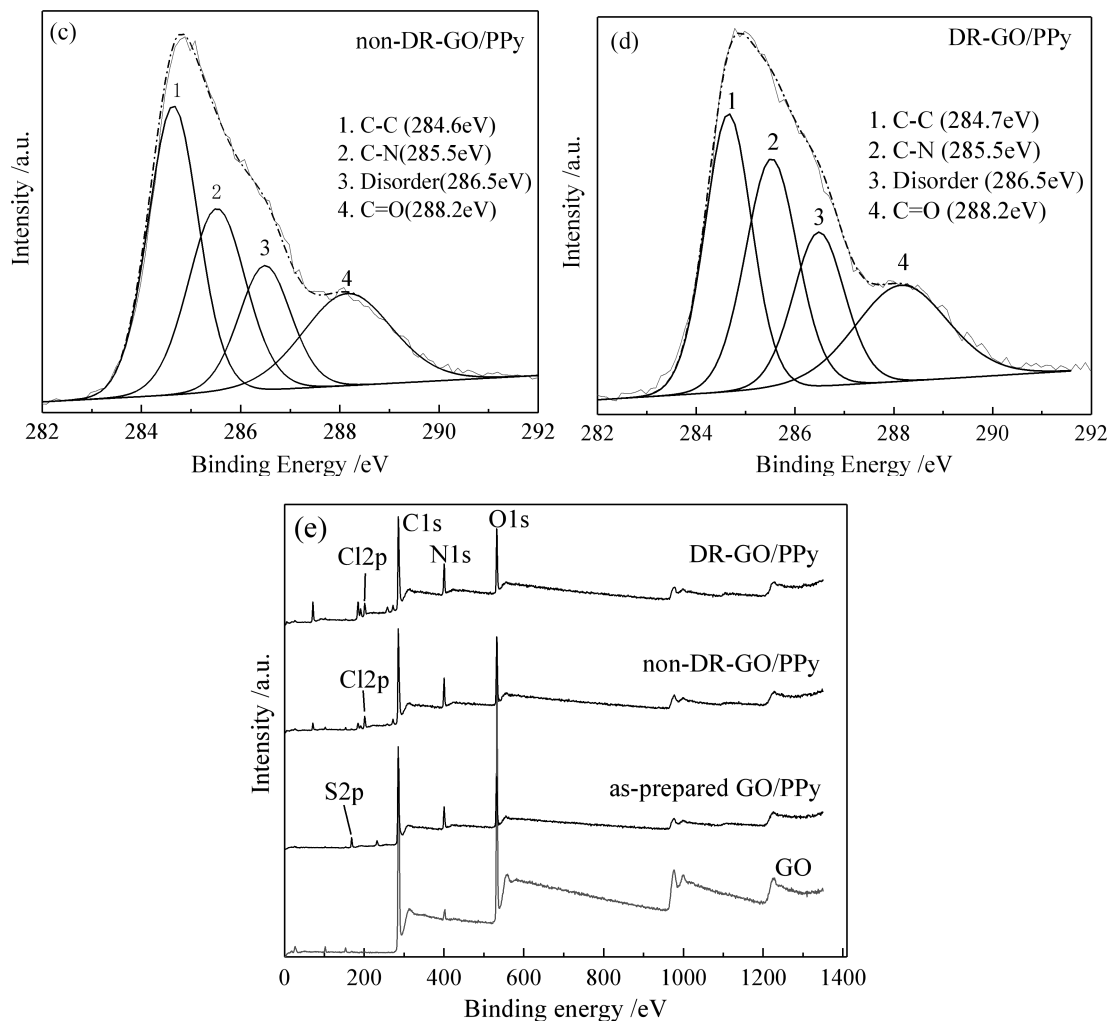 (c)
non-DR-GO/PPy
1
2
3
4
1. C-C (284.6eV)
2. C-N(285.5eV)
3. Disorder(286.5eV)
4. C=O(288.2eV)
Intensity /a.u.
282 284 286 288 290 292
Binding Energy /eV
(d)
DR-GO/PPy
1
2
3
4
1. C-C (284.7eV)
2. C-N (285.5eV)
3. Disorder (286.5eV)
4. C=O (288.2eV)
Intensity /a.u.
282 284 286 288 290 292
Binding Energy /eV
(e)
C1s
O1s
N1s
Cl2p
DR-GO/PPy
Cl2p
non-DR-GO/PPy
S2p
as-prepared GO/PPy
GO
Intensity /a.u.
0 200 400 600 800 1000 1200 1400
Binding energy /eV